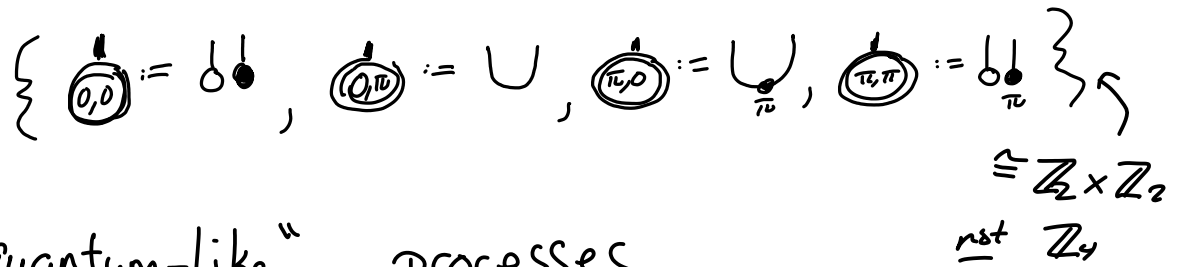 { 0,0 := , 0,π := , π,0 := π , π,π := π }
≅ ℤ₂ × ℤ₂
quantum-like" processes
not ℤ₄